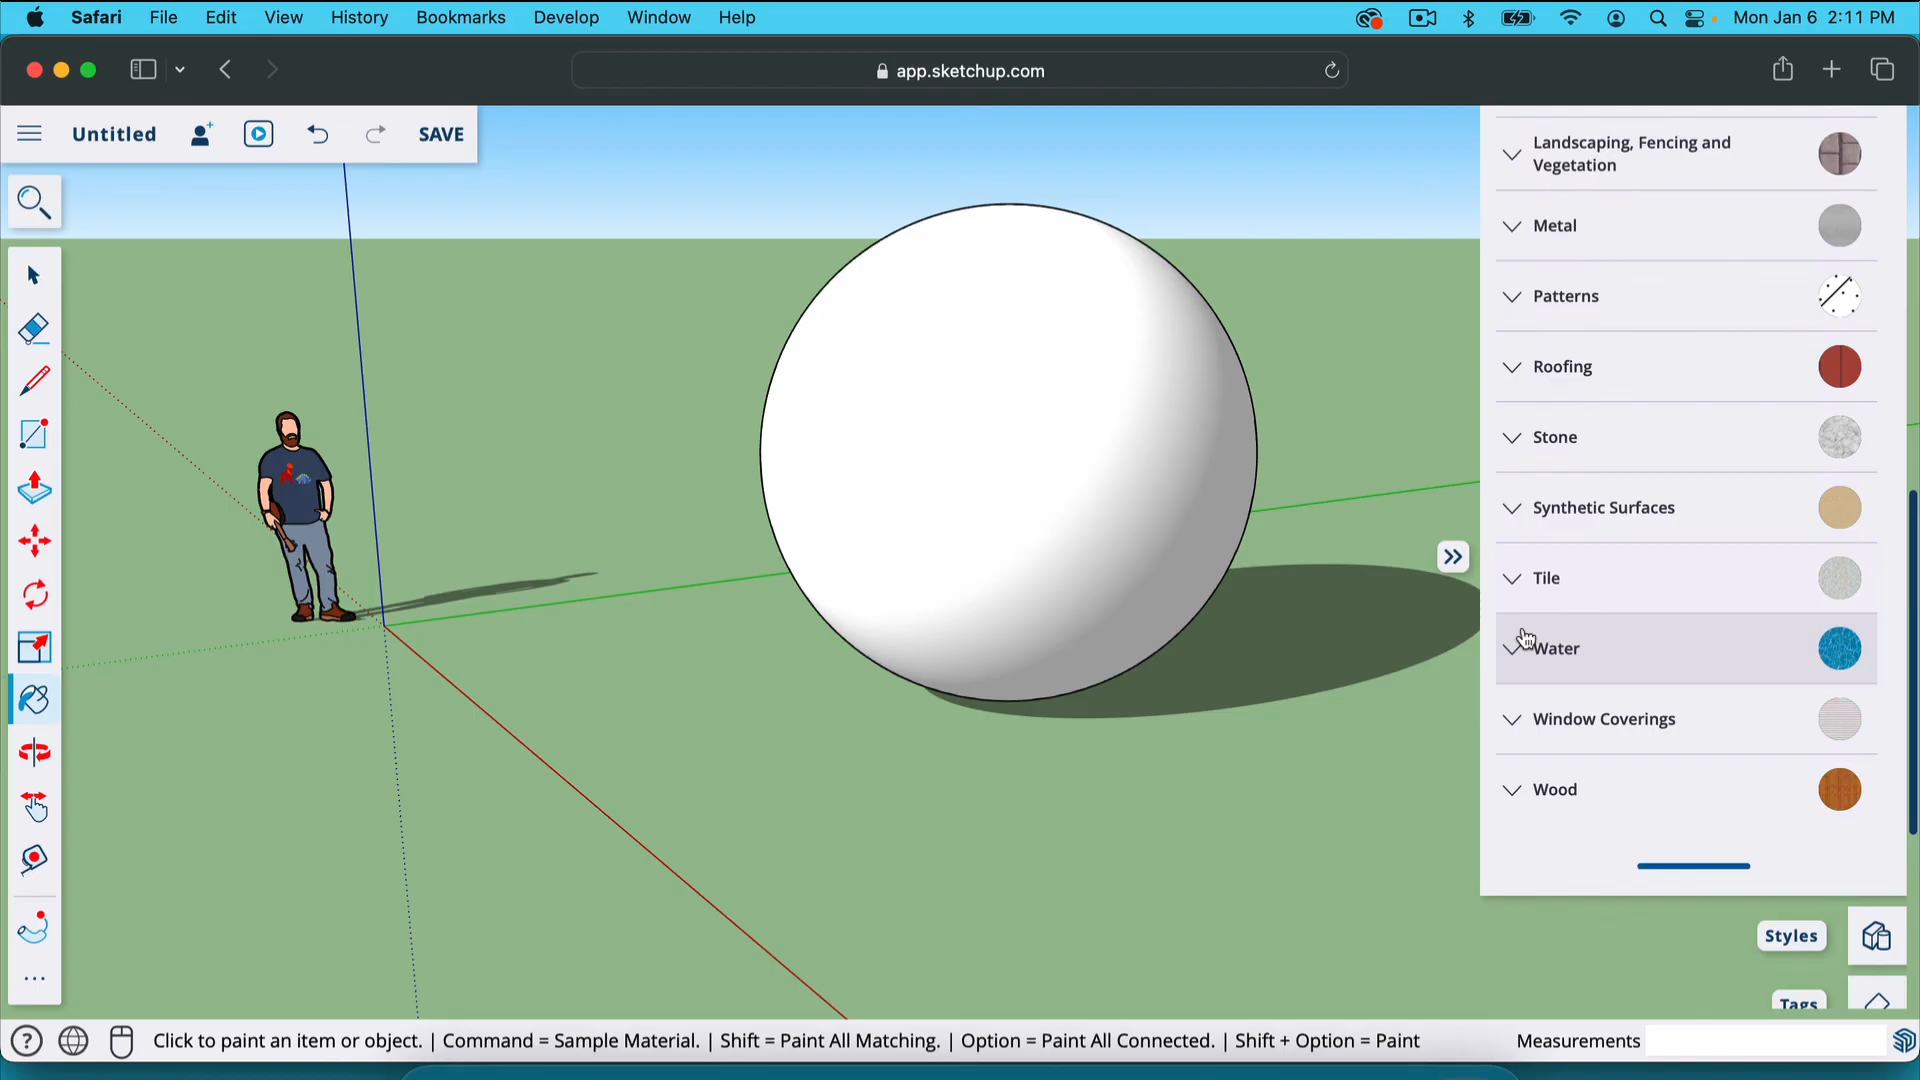 Safari File Edit View History Bookmarks Develop Window Help Mon Jan 6 2:11 PM
app.sketchup.com
Untitled SAVE
Landscaping, Fencing and
Vegetation
Metal
Patterns
Roofing
Stone
Synthetic Surfaces
Tile
Water
Window Coverings
Wood
Styles
Tags
Click to paint an item or object. | Command = Sample Material. | Shift = Paint All Matching. | Option = Paint All Connected. | Shift + Option = Paint Measurements